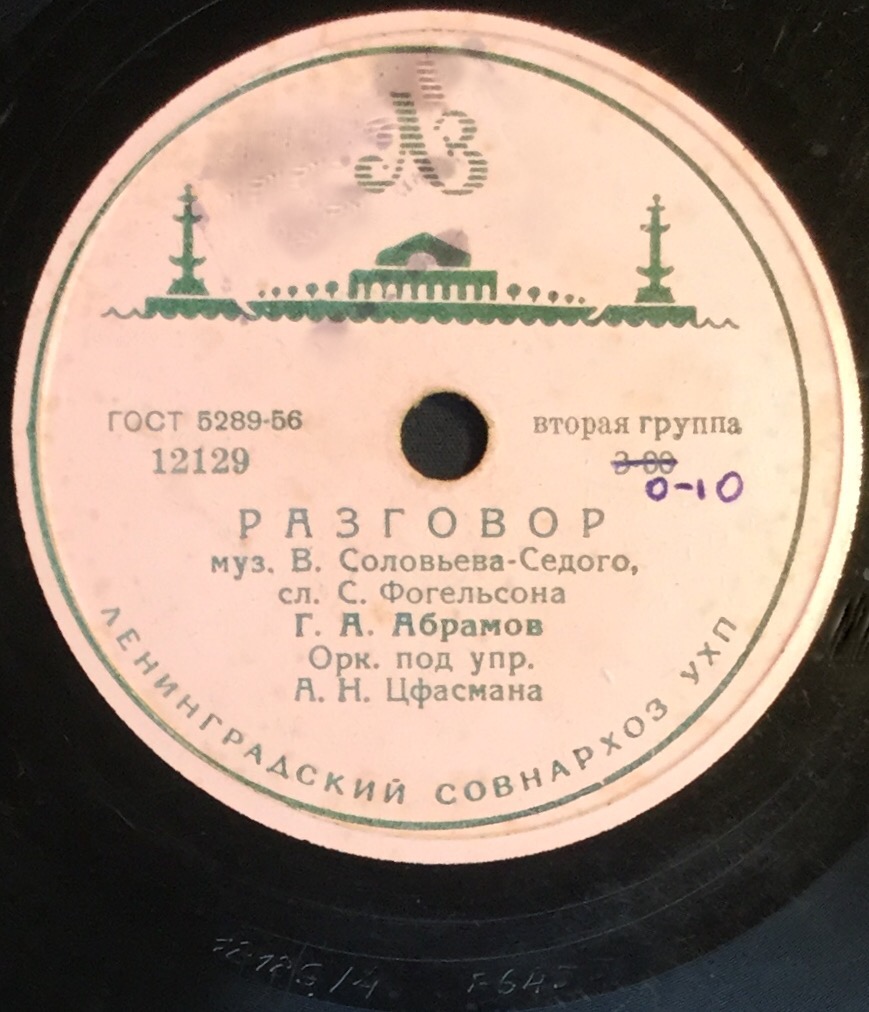 ЛЗ
ГОСТ 5289-56
12129
вторая группа
3-00
0-10
РАЗГОВОР
муз. В. Соловьева-Седого,
сл. С. Фогельсона
Г. А. Абрамов
Орк. под упр.
А. Н. Цфасмана
ЛЕНИНГРАДСКИЙ СОВНАРХОЗ УХП